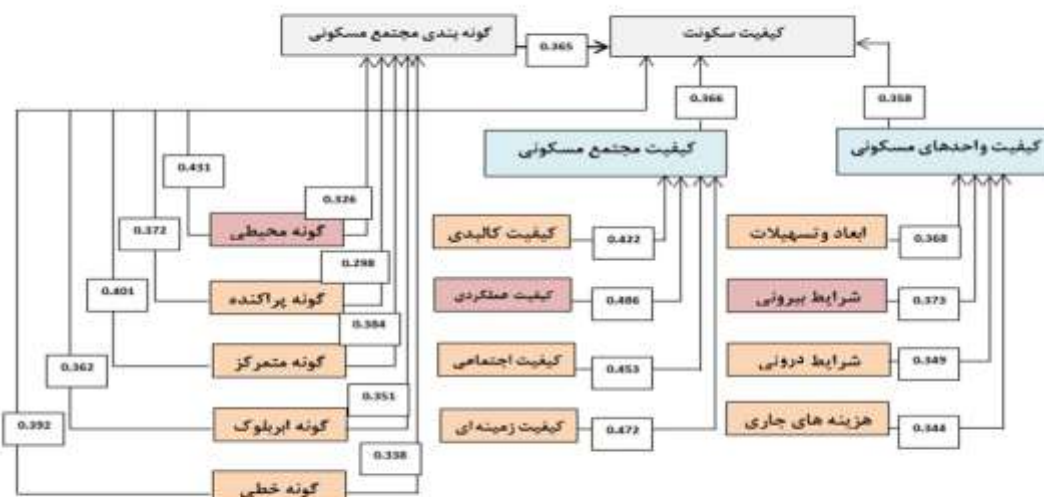 کیفیت سکونت
گونه بندی مجتمع مسکونی
0.365
0.366
0.358
کیفیت واحدهای مسکونی
کیفیت مجتمع مسکونی
0.431
0.326
گونه محیطی
کیفیت کالبدی
0.422
ابعاد و تسهیلات
0.368
0.372
0.298
گونه پراکنده
کیفیت عملکردی
0.486
شرایط بیرونی
0.373
0.401
0.384
گونه متمرکز
کیفیت اجتماعی
0.453
شرایط درونی
0.349
0.362
0.351
گونه ابربلوک
کیفیت زمینه ای
0.472
هزینه های جاری
0.344
0.392
0.338
گونه خطی